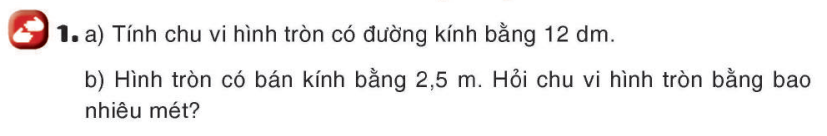 1. a) Tính chu vi hình tròn có đường kính bằng 12 dm.
b) Hình tròn có bán kính bằng 2,5 m. Hỏi chu vi hình tròn bằng bao
nhiêu mét?